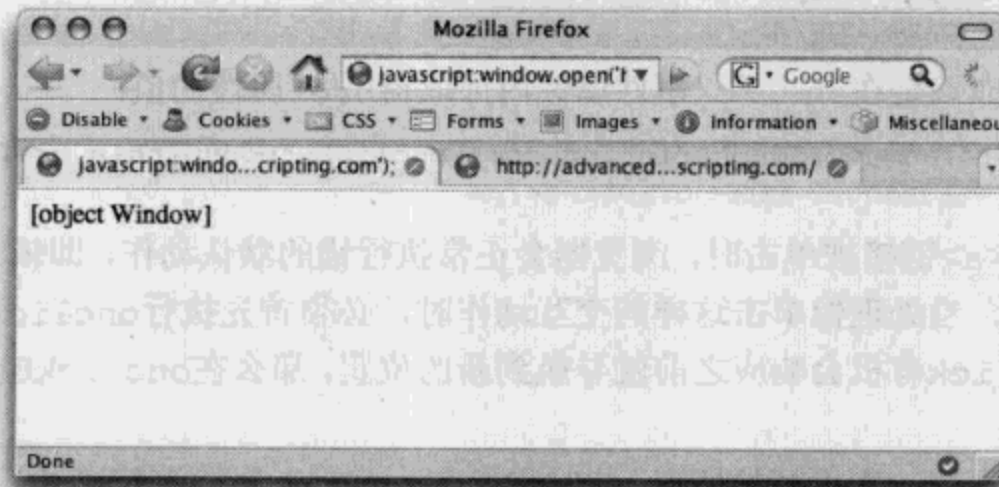 Mozilla Firefox
javascript:window.open('h
G Google
Disable Cookies CSS Forms Images Information Miscellaneou
javascript:windo...cripting.com'); http://advanced...scripting.com/
[object Window]
Done